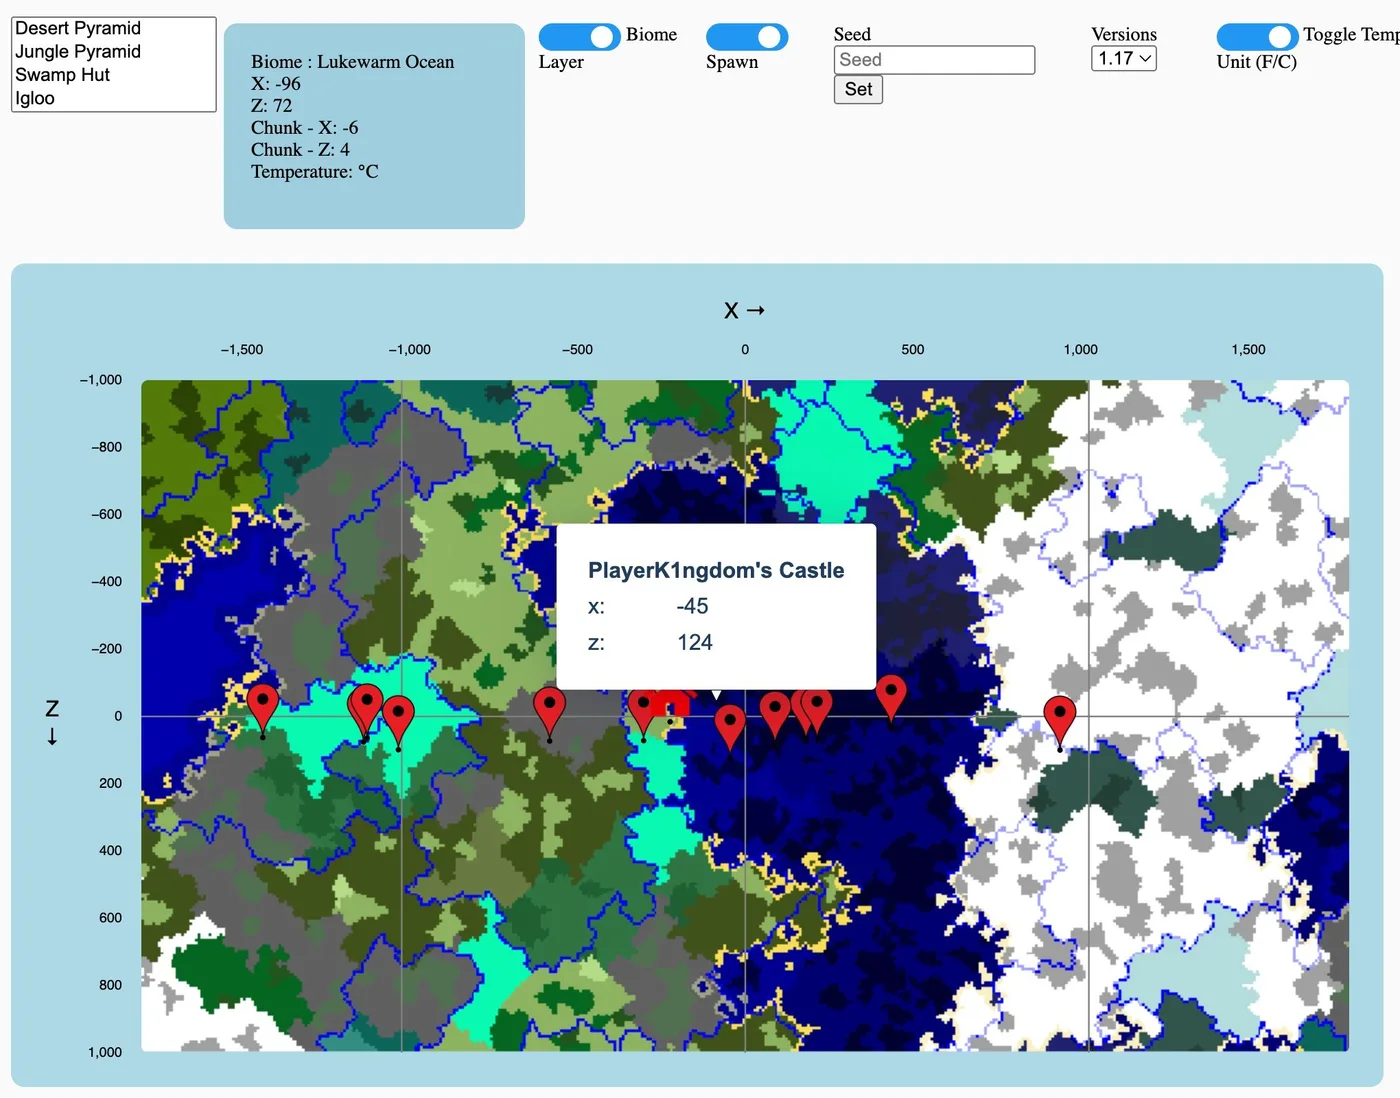 Desert Pyramid
Jungle Pyramid
Swamp Hut
Igloo
Biome : Lukewarm Ocean
X: -96
Z: 72
Chunk - X: -6
Chunk - Z: 4
Temperature: °C
Biome
Layer
Spawn
Seed
Seed
Set
Versions
1.17
Toggle Temp
Unit (F/C)
X →
−1,500 −1,000 −500 0 500 1,000 1,500
−1,000
−800
−600
−400
−200
0
200
400
600
800
1,000
Z
↓
PlayerK1ngdom's Castle
x: -45
z: 124